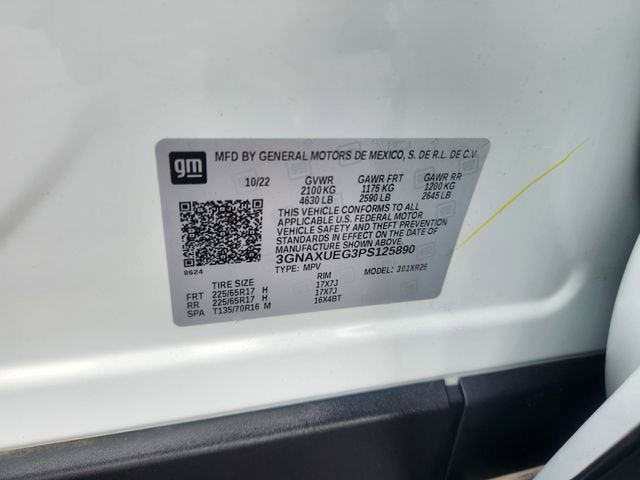 gm MFD BY GENERAL MOTORS DE MEXICO, S. DE R.L. DE C.V.
10/22 GVWR GAWR FRT GAWR RR
2100 KG 1175 KG 1200 KG
4630 LB 2590 LB 2645 LB
THIS VEHICLE CONFORMS TO ALL
APPLICABLE U.S. FEDERAL MOTOR
VEHICLE SAFETY AND THEFT PREVENTION
STANDARDS IN EFFECT ON THE DATE OF
MANUFACTURE SHOWN ABOVE.
3GNAXUEG3PS125890
8624
TYPE: MPV MODEL: 301XR26
TIRE SIZE RIM
FRT 225/65R17 H 17X7J
RR 225/65R17 H 17X7J
SPA T135/70R16 M 16X4BT